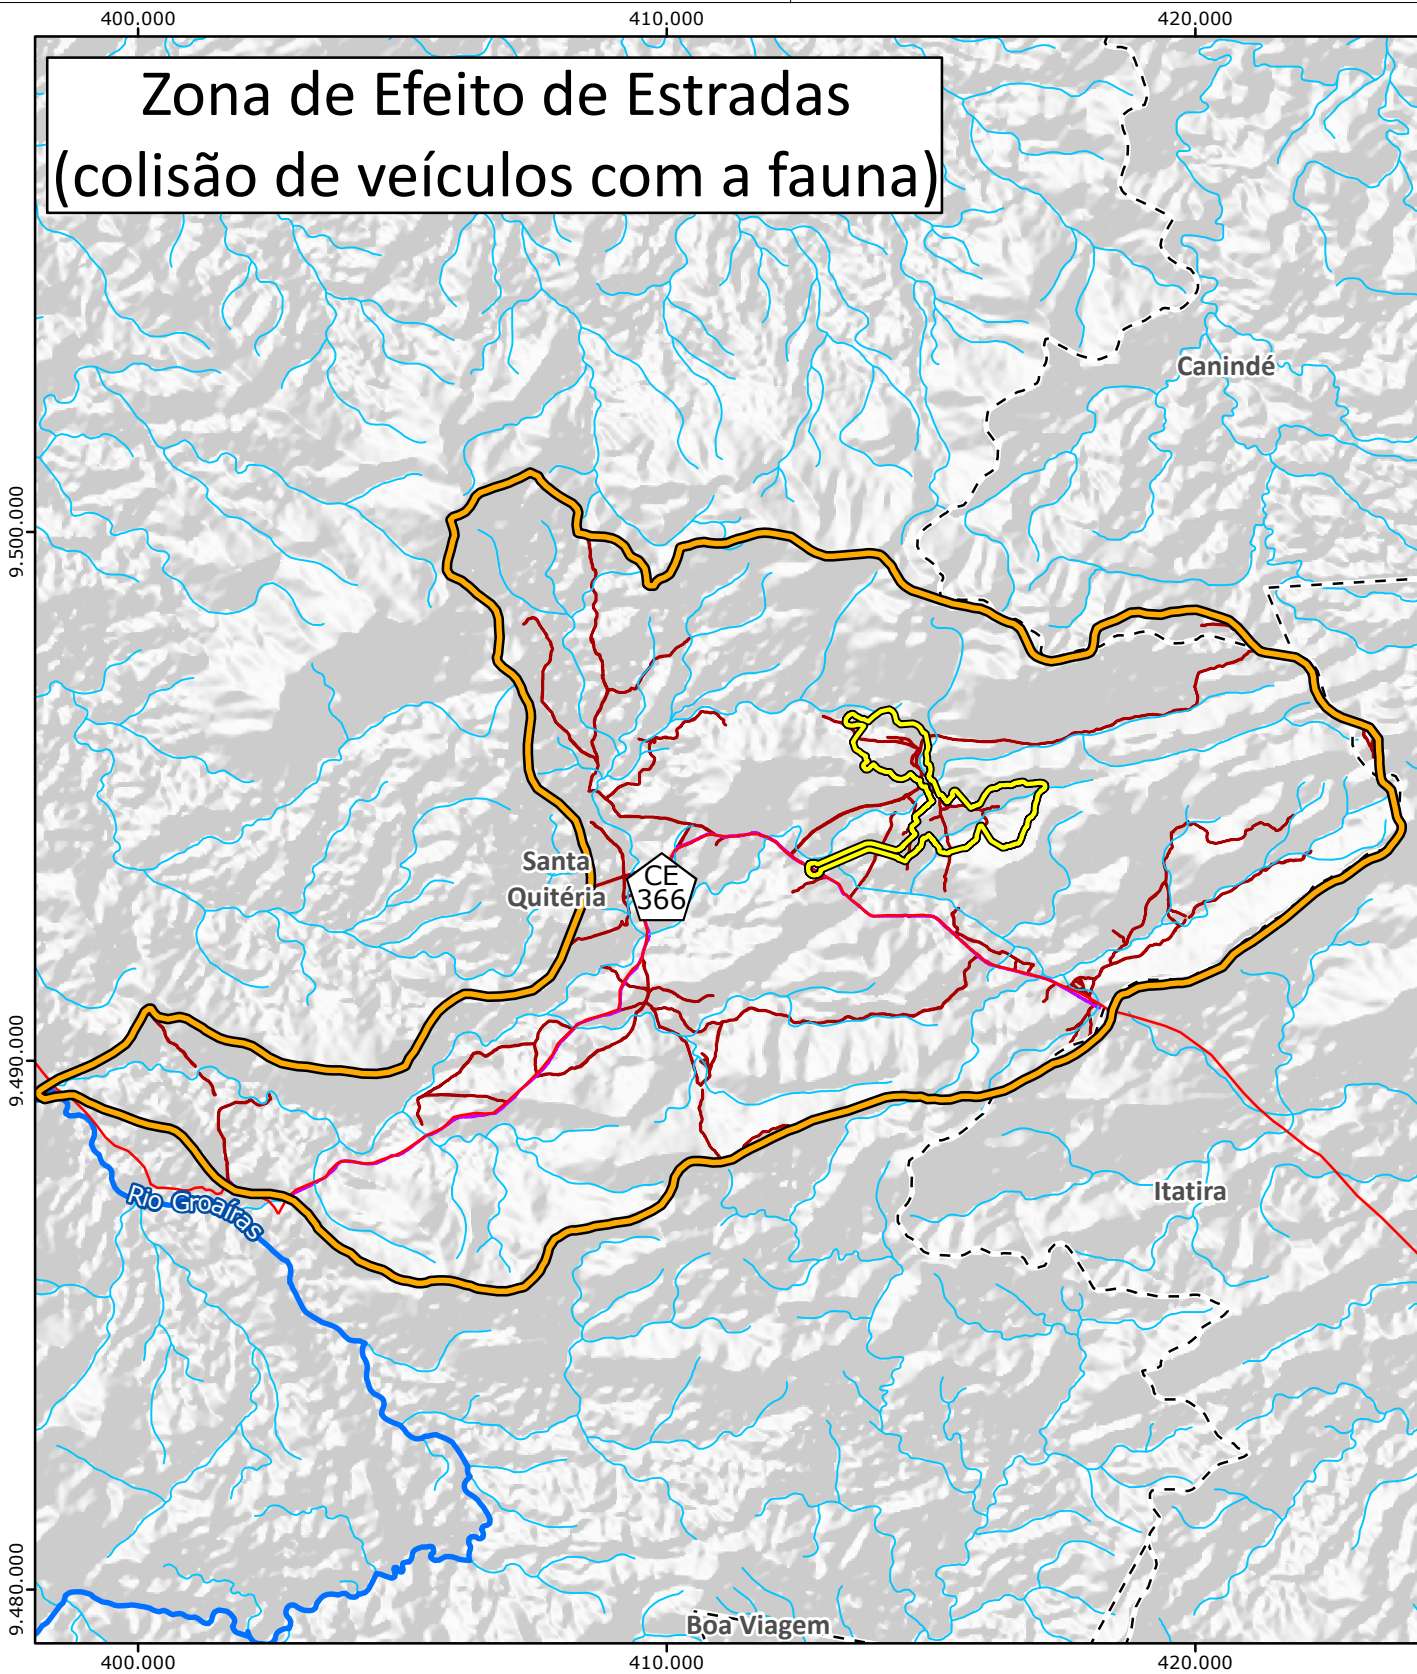 400.000
410.000
420.000
Zona de Efeito de Estradas
(colisão de veículos com a fauna)
Canindé
9.500.000
Santa
Quitéria
CE
366
9.490.000
Rio Groaíras
Itatira
9.480.000
Boa Viagem
400.000
410.000
420.000